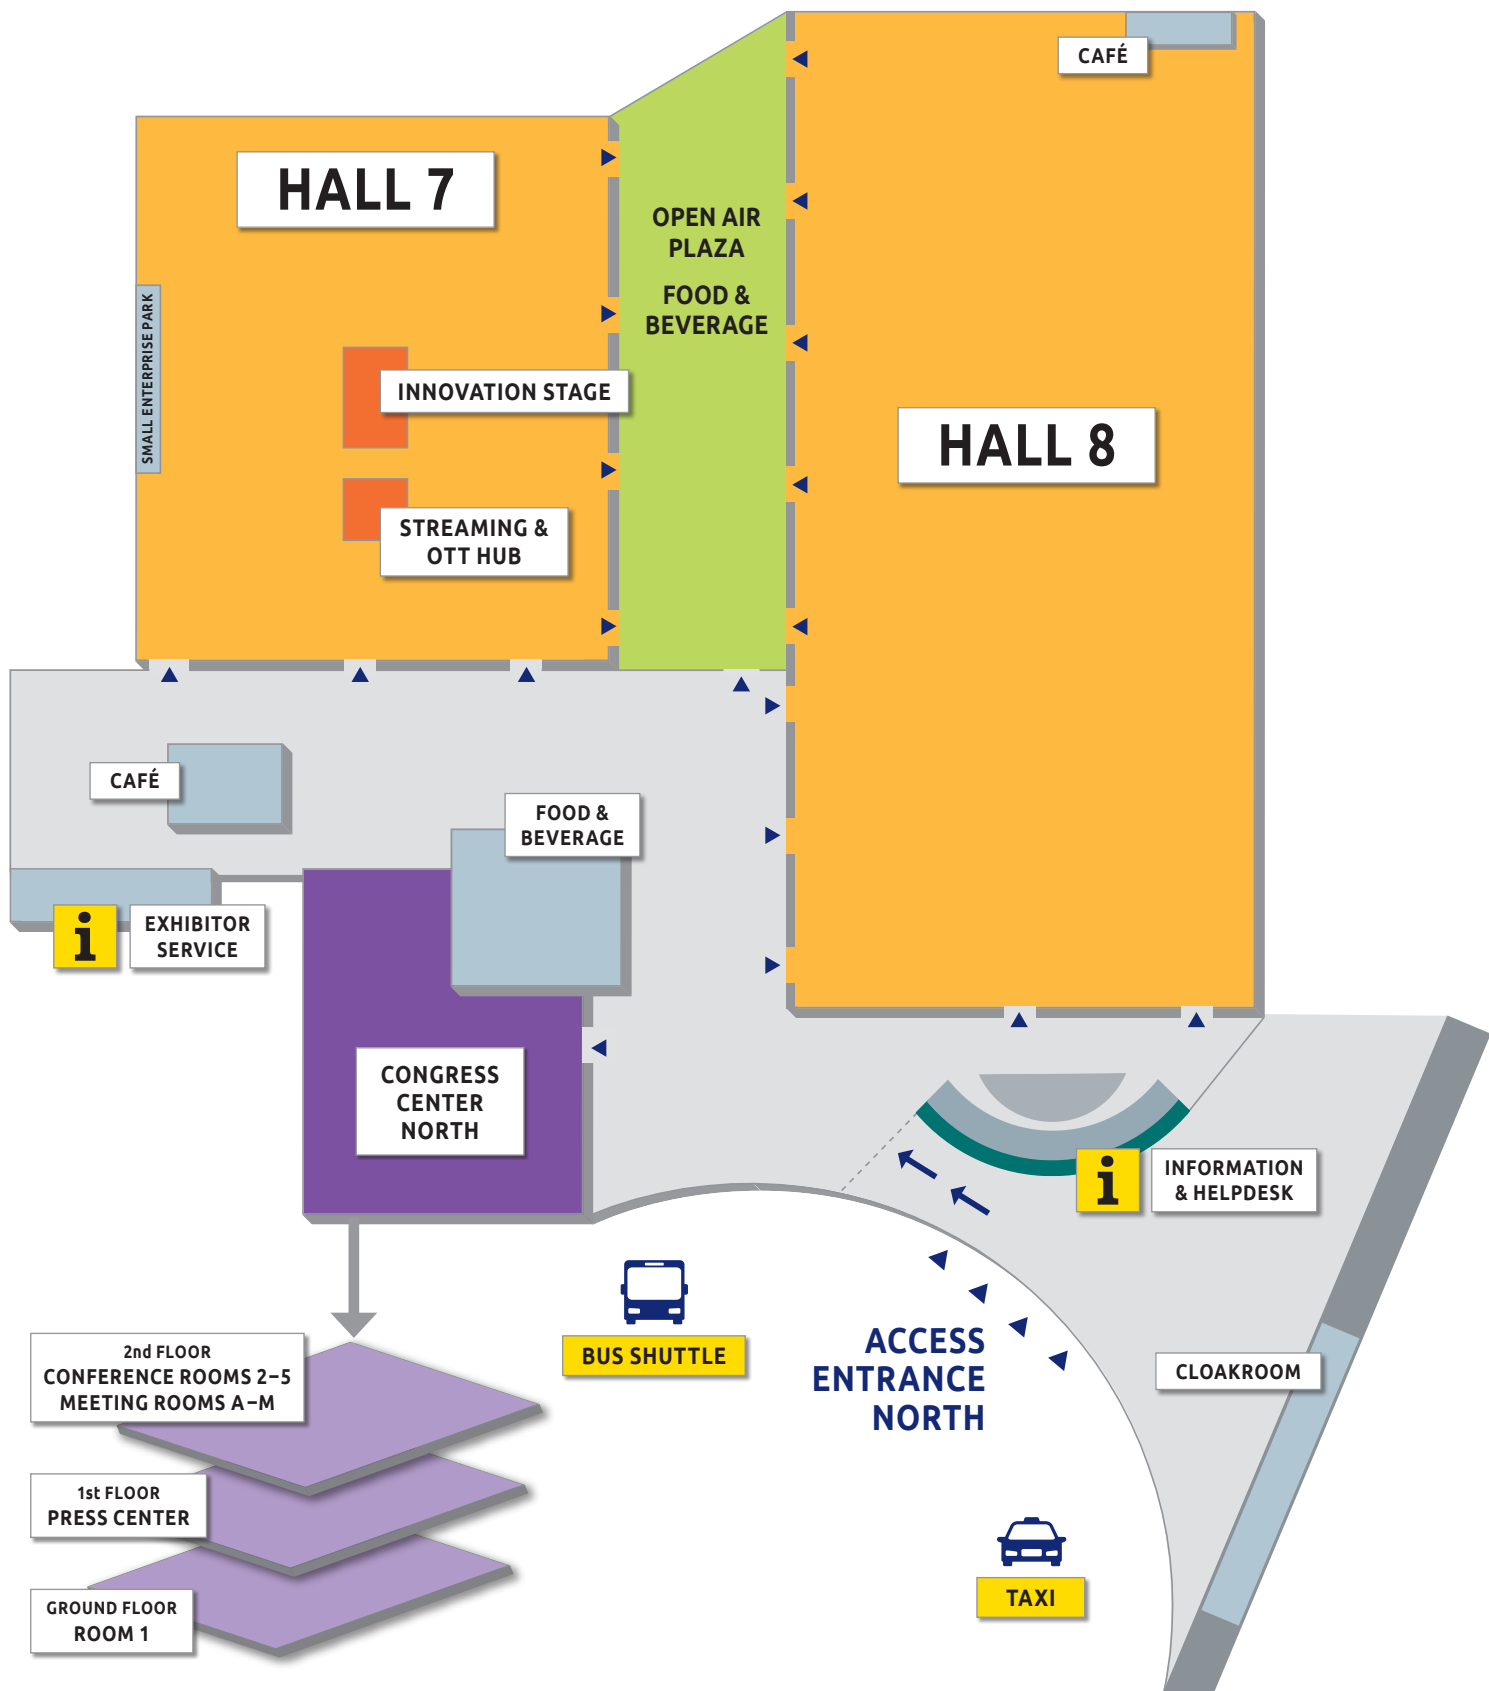 CAFÉ
HALL 7
OPEN AIR
PLAZA
FOOD &
BEVERAGE
SMALL ENTERPRISE PARK
INNOVATION STAGE
HALL 8
STREAMING &
OTT HUB
CAFÉ
FOOD &
BEVERAGE
i
EXHIBITOR
SERVICE
CONGRESS
CENTER
NORTH
i
INFORMATION
& HELPDESK
BUS SHUTTLE
ACCESS
ENTRANCE
NORTH
CLOAKROOM
2nd FLOOR
CONFERENCE ROOMS 2–5
MEETING ROOMS A–M
1st FLOOR
PRESS CENTER
GROUND FLOOR
ROOM 1
TAXI